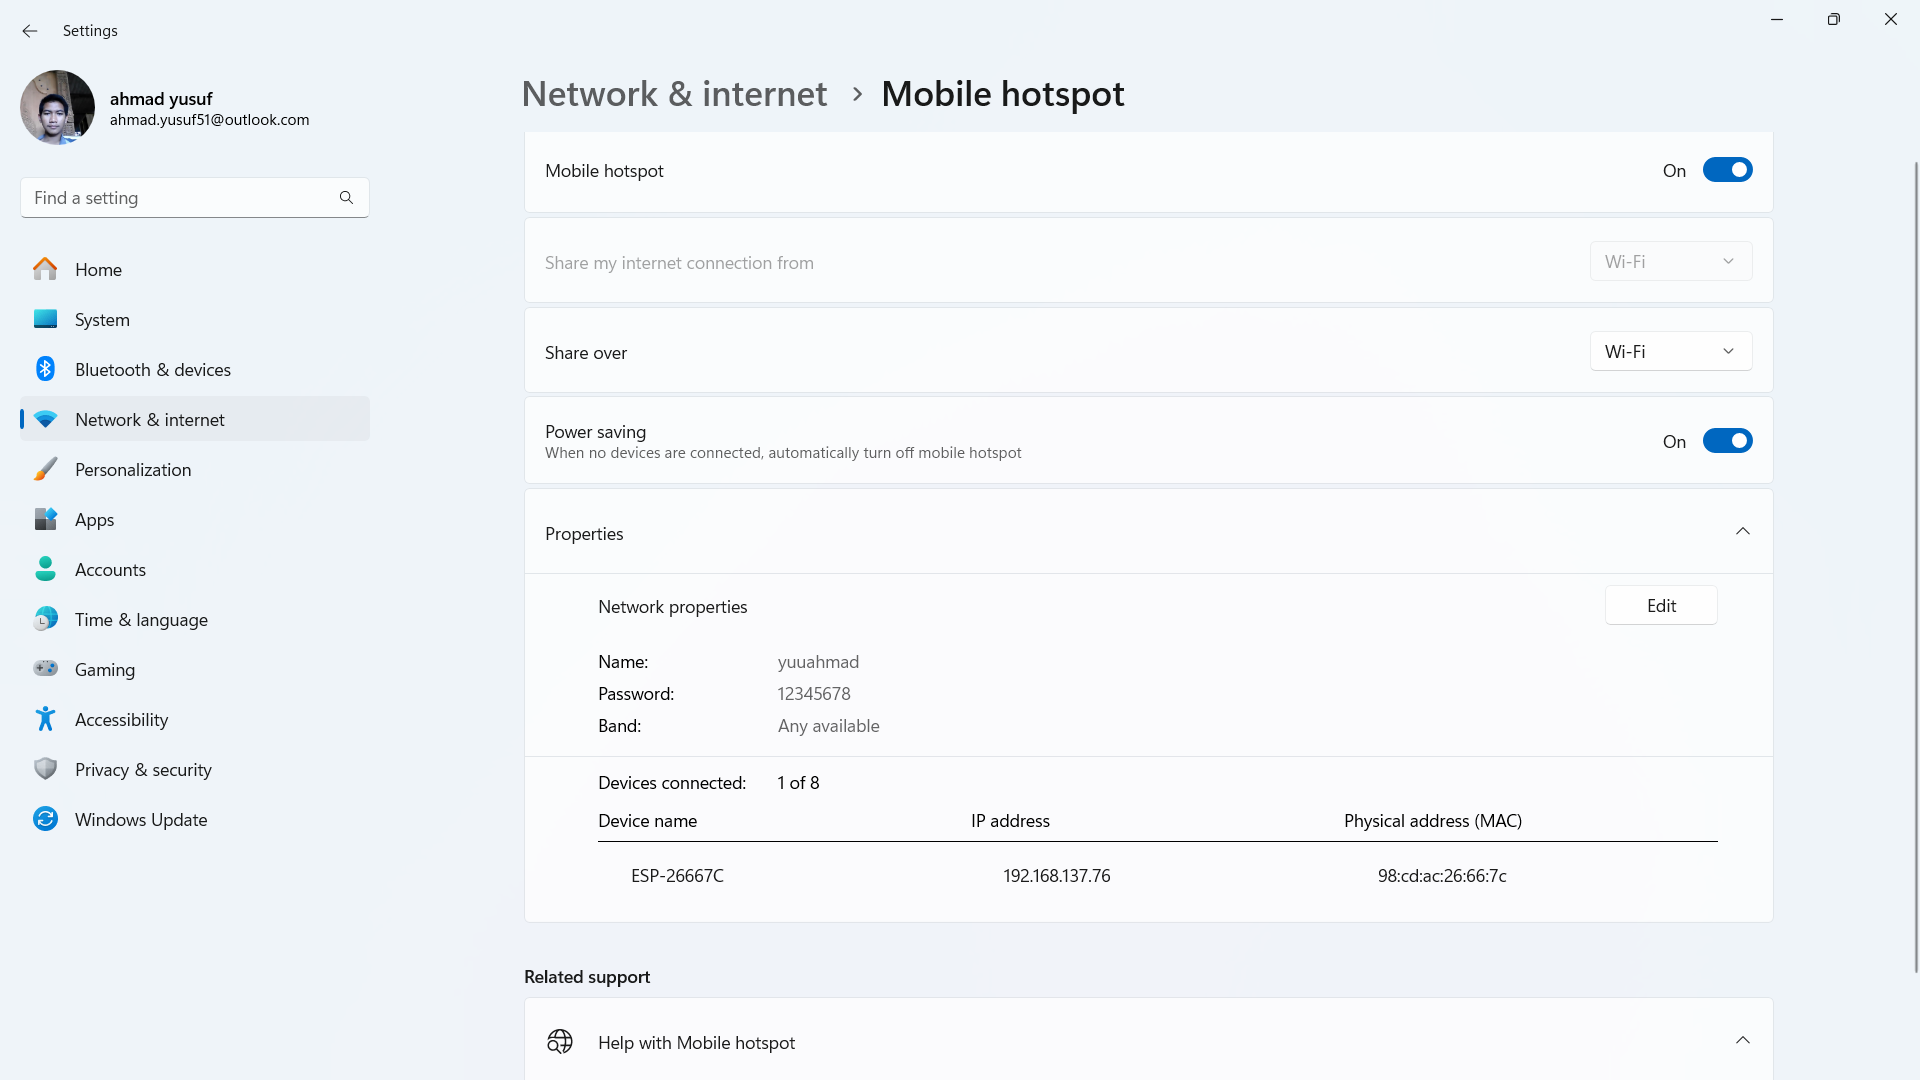 Settings
ahmad yusuf
ahmad.yusuf51@outlook.com
Find a setting
Home
System
Bluetooth & devices
Network & internet
Personalization
Apps
Accounts
Time & language
Gaming
Accessibility
Privacy & security
Windows Update
Network & internet > Mobile hotspot
Mobile hotspot On
Share my internet connection from Wi-Fi
Share over Wi-Fi
Power saving On
When no devices are connected, automatically turn off mobile hotspot
Properties
Network properties Edit
Name: yuuahmad
Password: 12345678
Band: Any available
Devices connected: 1 of 8
Device name IP address Physical address (MAC)
ESP-26667C 192.168.137.76 98:cd:ac:26:66:7c
Related support
Help with Mobile hotspot